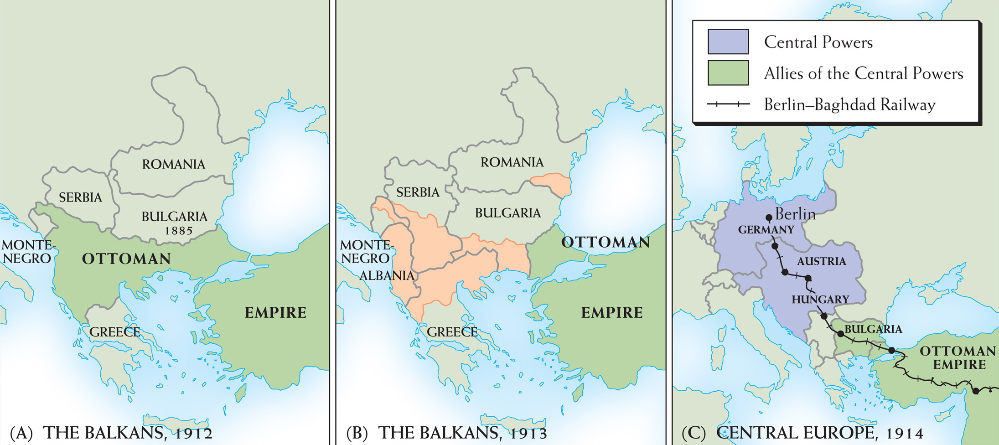 ROMANIA
SERBIA
BULGARIA
1885
MONTE-
NEGRO
OTTOMAN
EMPIRE
GREECE
(A) THE BALKANS, 1912
ROMANIA
SERBIA
BULGARIA
MONTE-
NEGRO
OTTOMAN
ALBANIA
EMPIRE
GREECE
(B) THE BALKANS, 1913
Central Powers
Allies of the Central Powers
Berlin–Baghdad Railway
Berlin
GERMANY
AUSTRIA
HUNGARY
BULGARIA
OTTOMAN
EMPIRE
(C) CENTRAL EUROPE, 1914